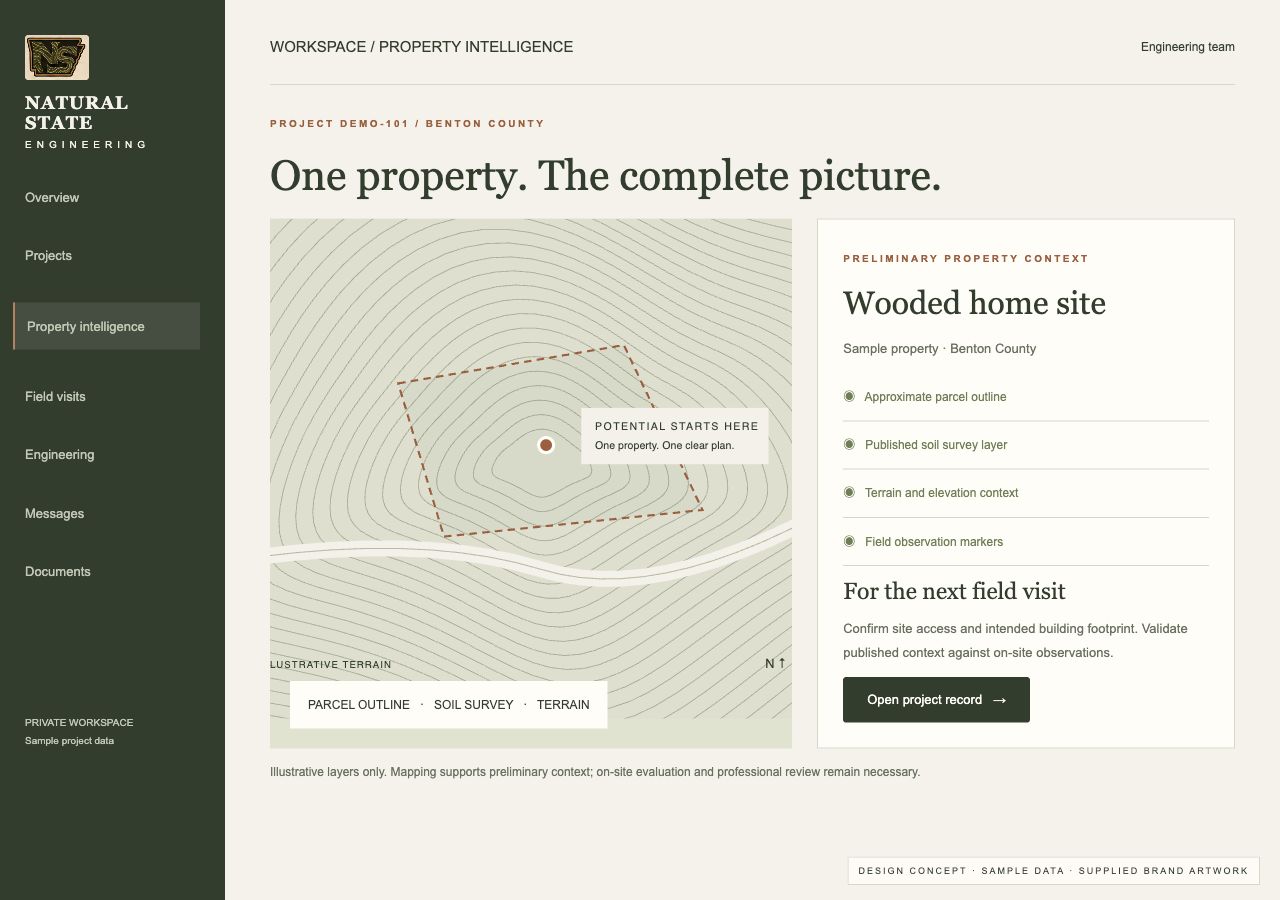 NS
NATURAL
STATE
ENGINEERING
Overview
Projects
Property intelligence
Field visits
Engineering
Messages
Documents
PRIVATE WORKSPACE
Sample project data
WORKSPACE / PROPERTY INTELLIGENCE
Engineering team
PROJECT DEMO-101 / BENTON COUNTY
One property. The complete picture.
POTENTIAL STARTS HERE
One property. One clear plan.
LUSTRATIVE TERRAIN
N ↑
PARCEL OUTLINE · SOIL SURVEY · TERRAIN
PRELIMINARY PROPERTY CONTEXT
Wooded home site
Sample property · Benton County
◉ Approximate parcel outline
◉ Published soil survey layer
◉ Terrain and elevation context
◉ Field observation markers
For the next field visit
Confirm site access and intended building footprint. Validate
published context against on-site observations.
Open project record →
Illustrative layers only. Mapping supports preliminary context; on-site evaluation and professional review remain necessary.
DESIGN CONCEPT · SAMPLE DATA · SUPPLIED BRAND ARTWORK